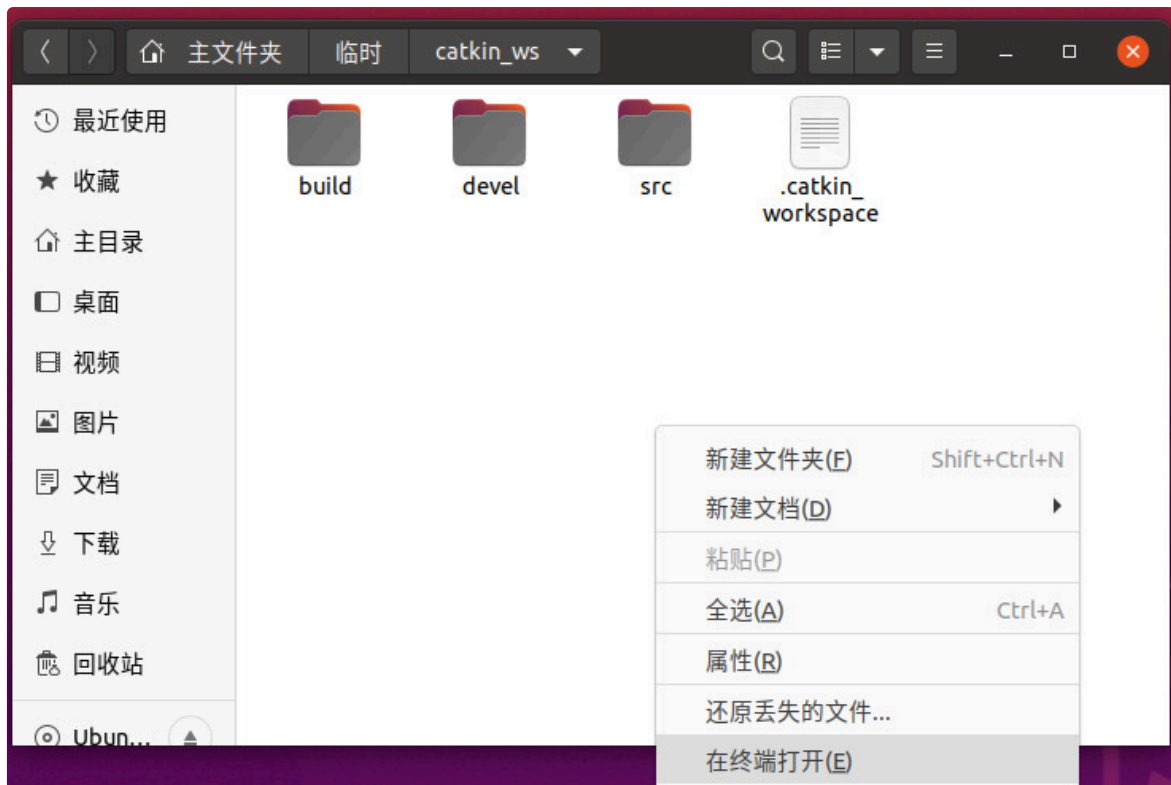 主文件夹 临时 catkin_ws
最近使用
收藏
主目录
桌面
视频
图片
文档
下载
音乐
回收站
Ubun...
build devel src .catkin_
workspace
新建文件夹(F) Shift+Ctrl+N
新建文档(D)
粘贴(P)
全选(A) Ctrl+A
属性(R)
还原丢失的文件...
在终端打开(E)